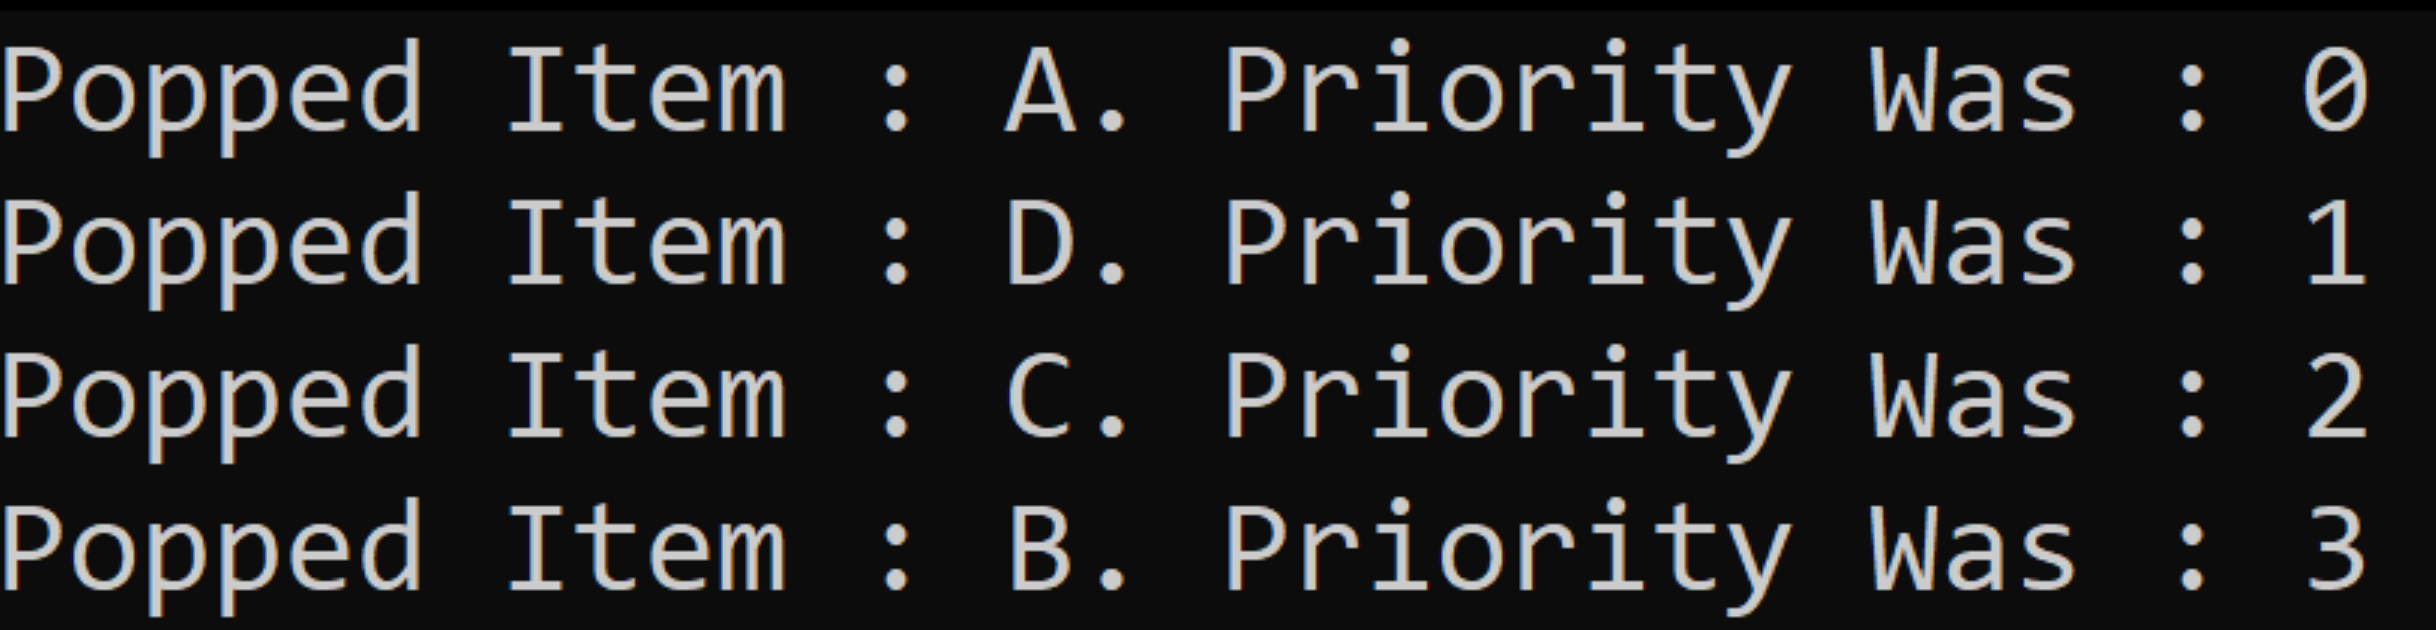 Popped Item : A. Priority Was : 0
Popped Item : D. Priority Was : 1
Popped Item : C. Priority Was : 2
Popped Item : B. Priority Was : 3